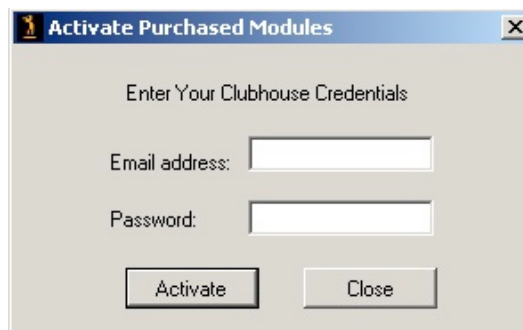 Activate Purchased Modules
Enter Your Clubhouse Credentials
Email address:
Password:
Activate Close